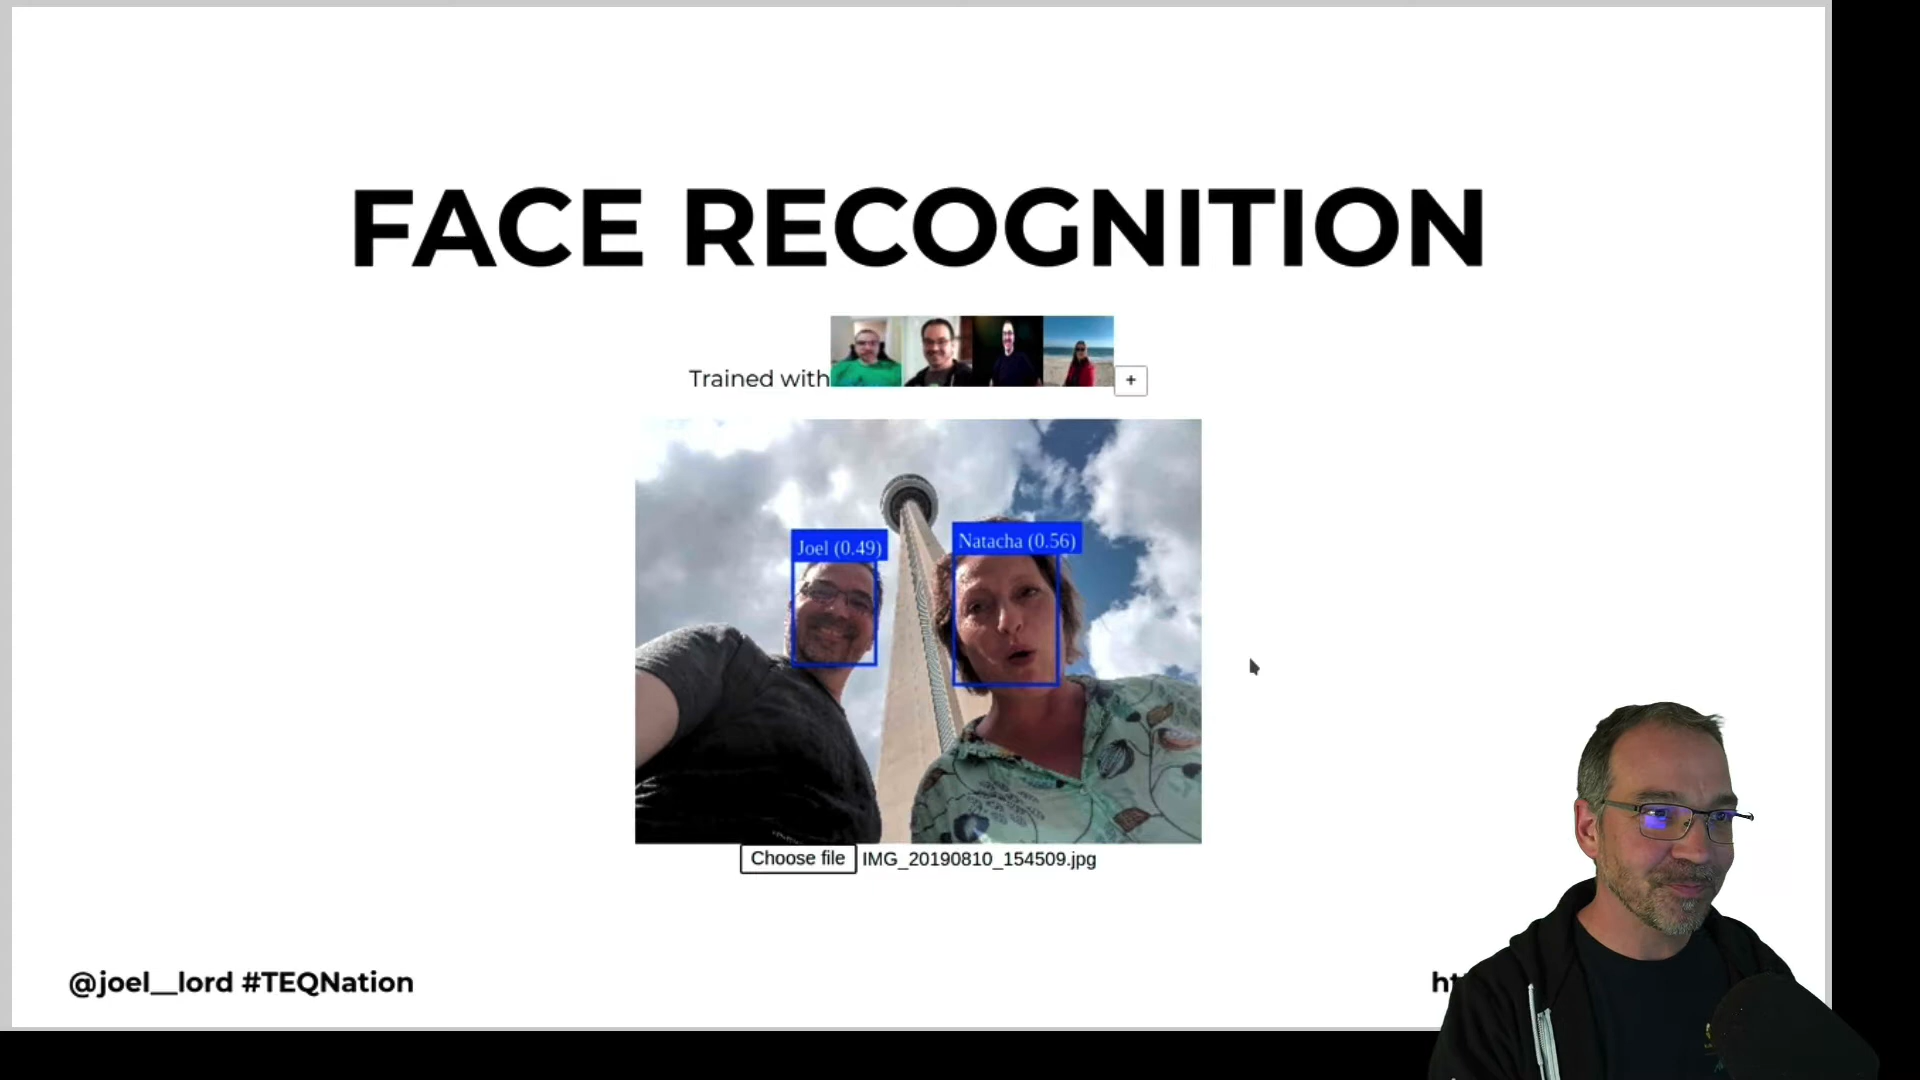 FACE RECOGNITION
Trained with
+
Joel (0.49)
Natacha (0.56)
Choose file IMG_20190810_154509.jpg
@joel__lord #TEQNation